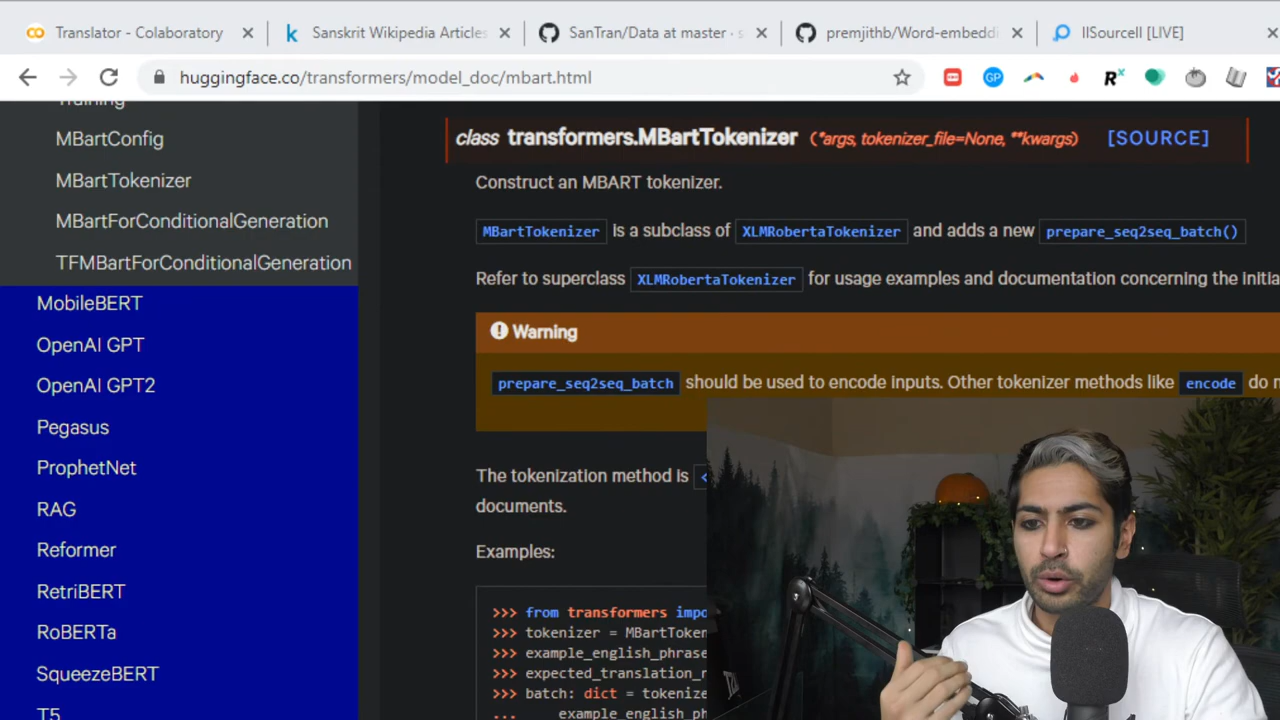 Translator - Colaboratory
Sanskrit Wikipedia Articles
SanTran/Data at master · s
premjithb/Word-embeddi
llSourcell [LIVE]
huggingface.co/transformers/model_doc/mbart.html
GP
Training
MBartConfig
MBartTokenizer
MBartForConditionalGeneration
TFMBartForConditionalGeneration
MobileBERT
OpenAI GPT
OpenAI GPT2
Pegasus
ProphetNet
RAG
Reformer
RetriBERT
RoBERTa
SqueezeBERT
T5
class transformers.MBartTokenizer (*args, tokenizer_file=None, **kwargs) [SOURCE]
Construct an MBART tokenizer.
MBartTokenizer is a subclass of XLMRobertaTokenizer and adds a new prepare_seq2seq_batch()
Refer to superclass XLMRobertaTokenizer for usage examples and documentation concerning the initia
Warning
prepare_seq2seq_batch should be used to encode inputs. Other tokenizer methods like encode do
The tokenization method is <
documents.
Examples:
>>> from transformers impo
>>> tokenizer = MBartToken
>>> example_english_phrase
>>> expected_translation_r
>>> batch: dict = tokenize
... example_english_ph